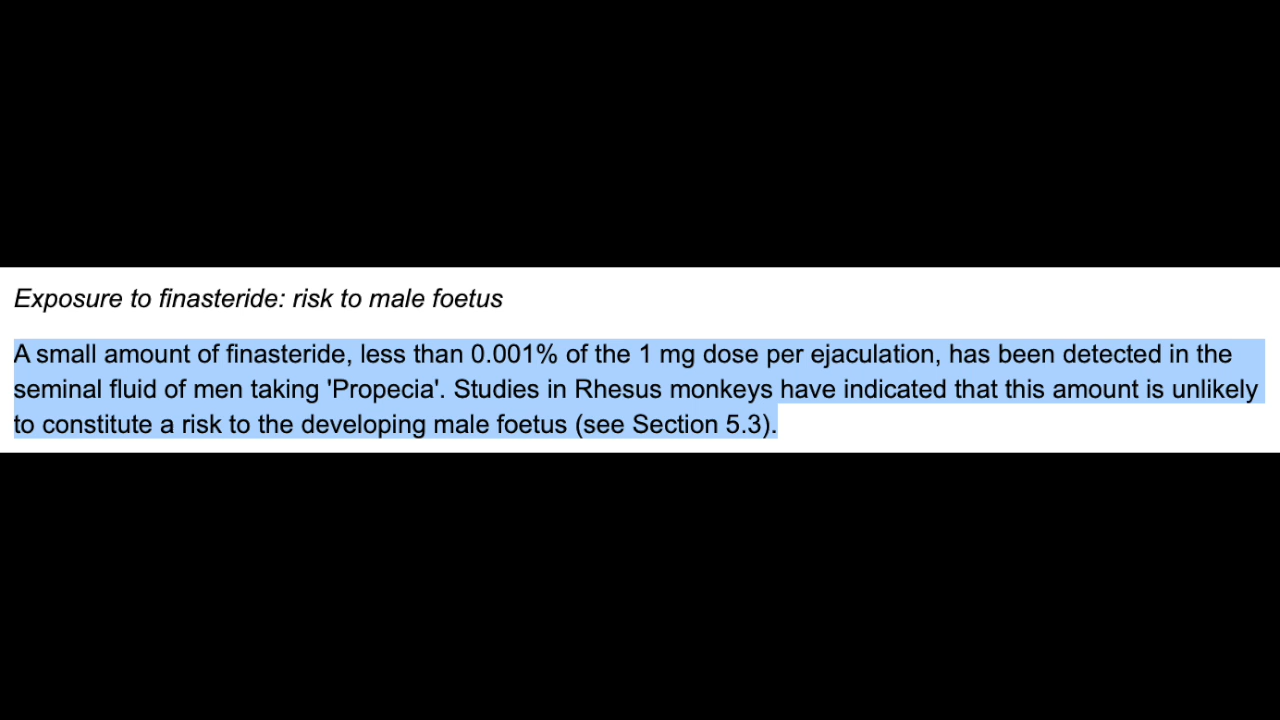 Exposure to finasteride: risk to male foetus
A small amount of finasteride, less than 0.001% of the 1 mg dose per ejaculation, has been detected in the
seminal fluid of men taking 'Propecia'. Studies in Rhesus monkeys have indicated that this amount is unlikely
to constitute a risk to the developing male foetus (see Section 5.3).